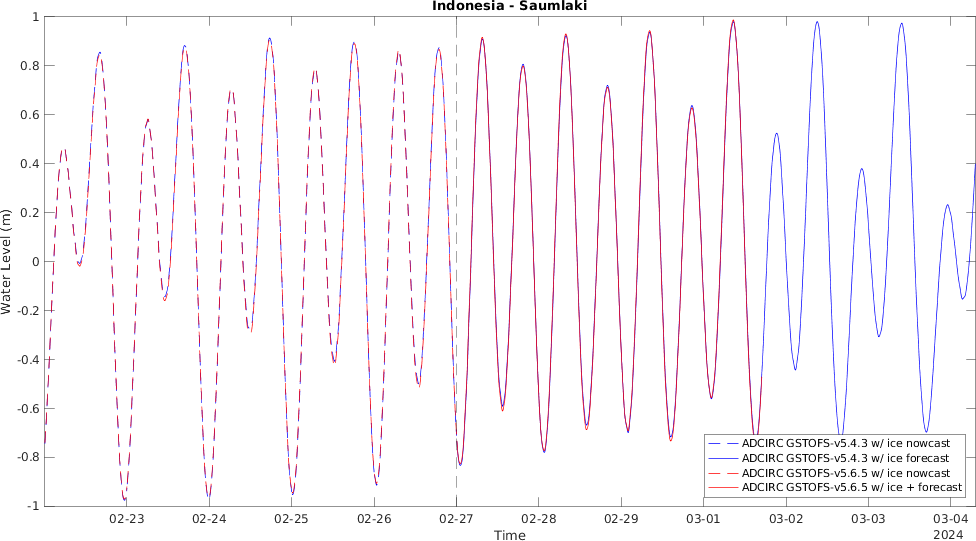 Indonesia - Saumlaki
1
0.8
0.6
0.4
0.2
0
-0.2
-0.4
-0.6
-0.8
-1
Water Level (m)
ADCIRC GSTOFS-v5.4.3 w/ ice nowcast
ADCIRC GSTOFS-v5.4.3 w/ ice forecast
ADCIRC GSTOFS-v5.6.5 w/ ice nowcast
ADCIRC GSTOFS-v5.6.5 w/ ice + forecast
02-23 02-24 02-25 02-26 02-27 02-28 02-29 03-01 03-02 03-03 03-04
Time
2024